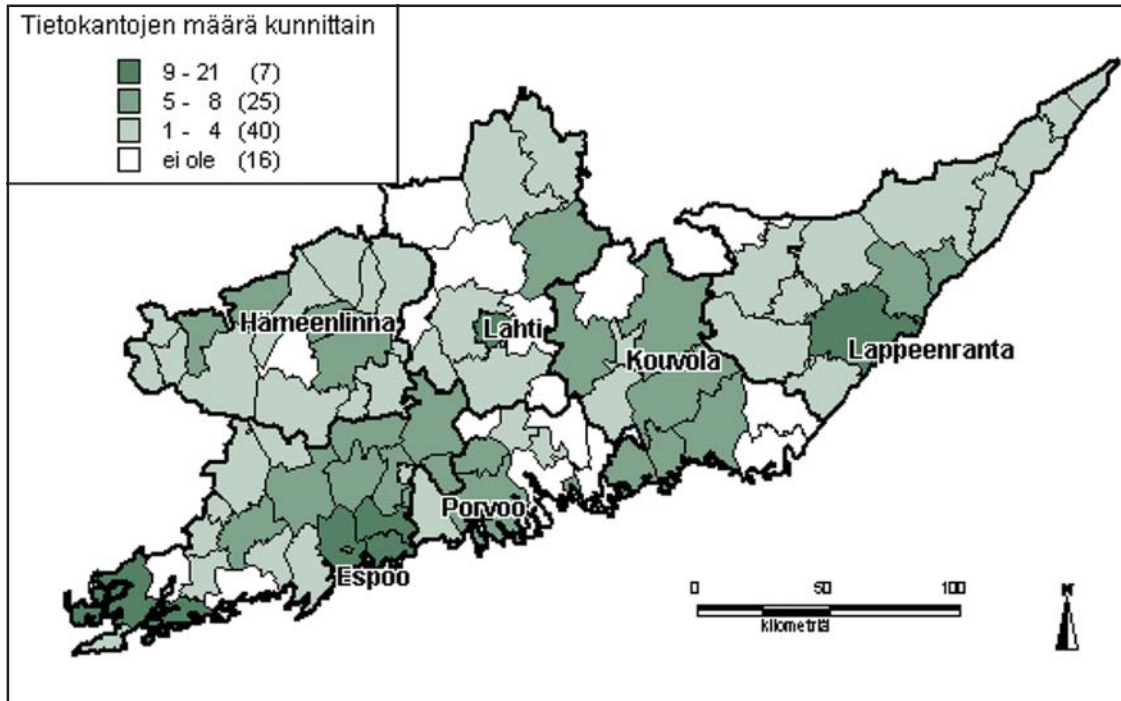 Tietokantojen määrä kunnittain
9 - 21 (7)
5 - 8 (25)
1 - 4 (40)
ei ole (16)
Hämeenlinna
Lahti
Kouvola
Lappeenranta
Porvoo
Espoo
0 50 100
kilometriä
N